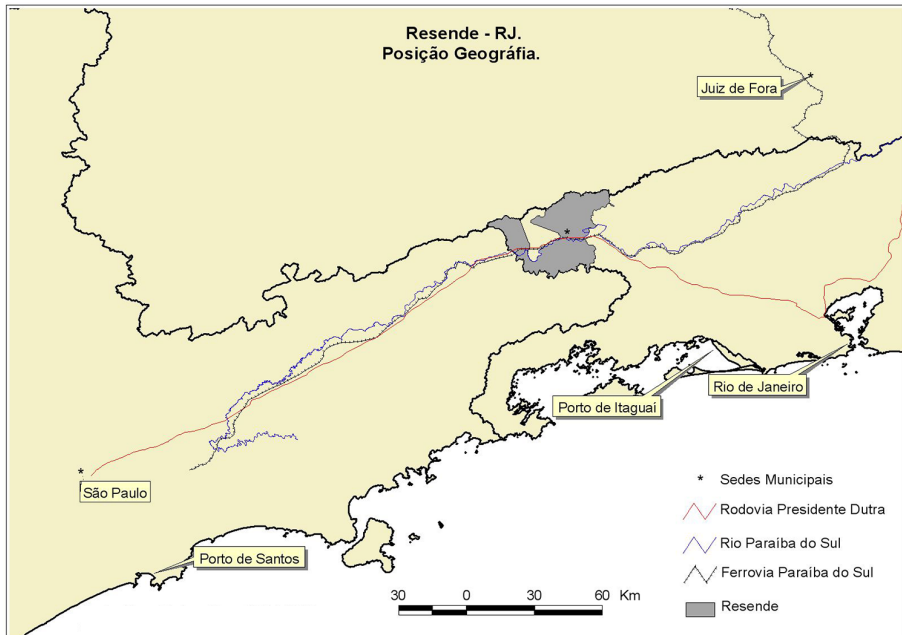 Resende - RJ.
Posição Geográfia.
Juiz de Fora
Rio de Janeiro
Porto de Itaguaí
São Paulo
Porto de Santos
* Sedes Municipais
Rodovia Presidente Dutra
Rio Paraíba do Sul
Ferrovia Paraíba do Sul
Resende
30 0 30 60 Km